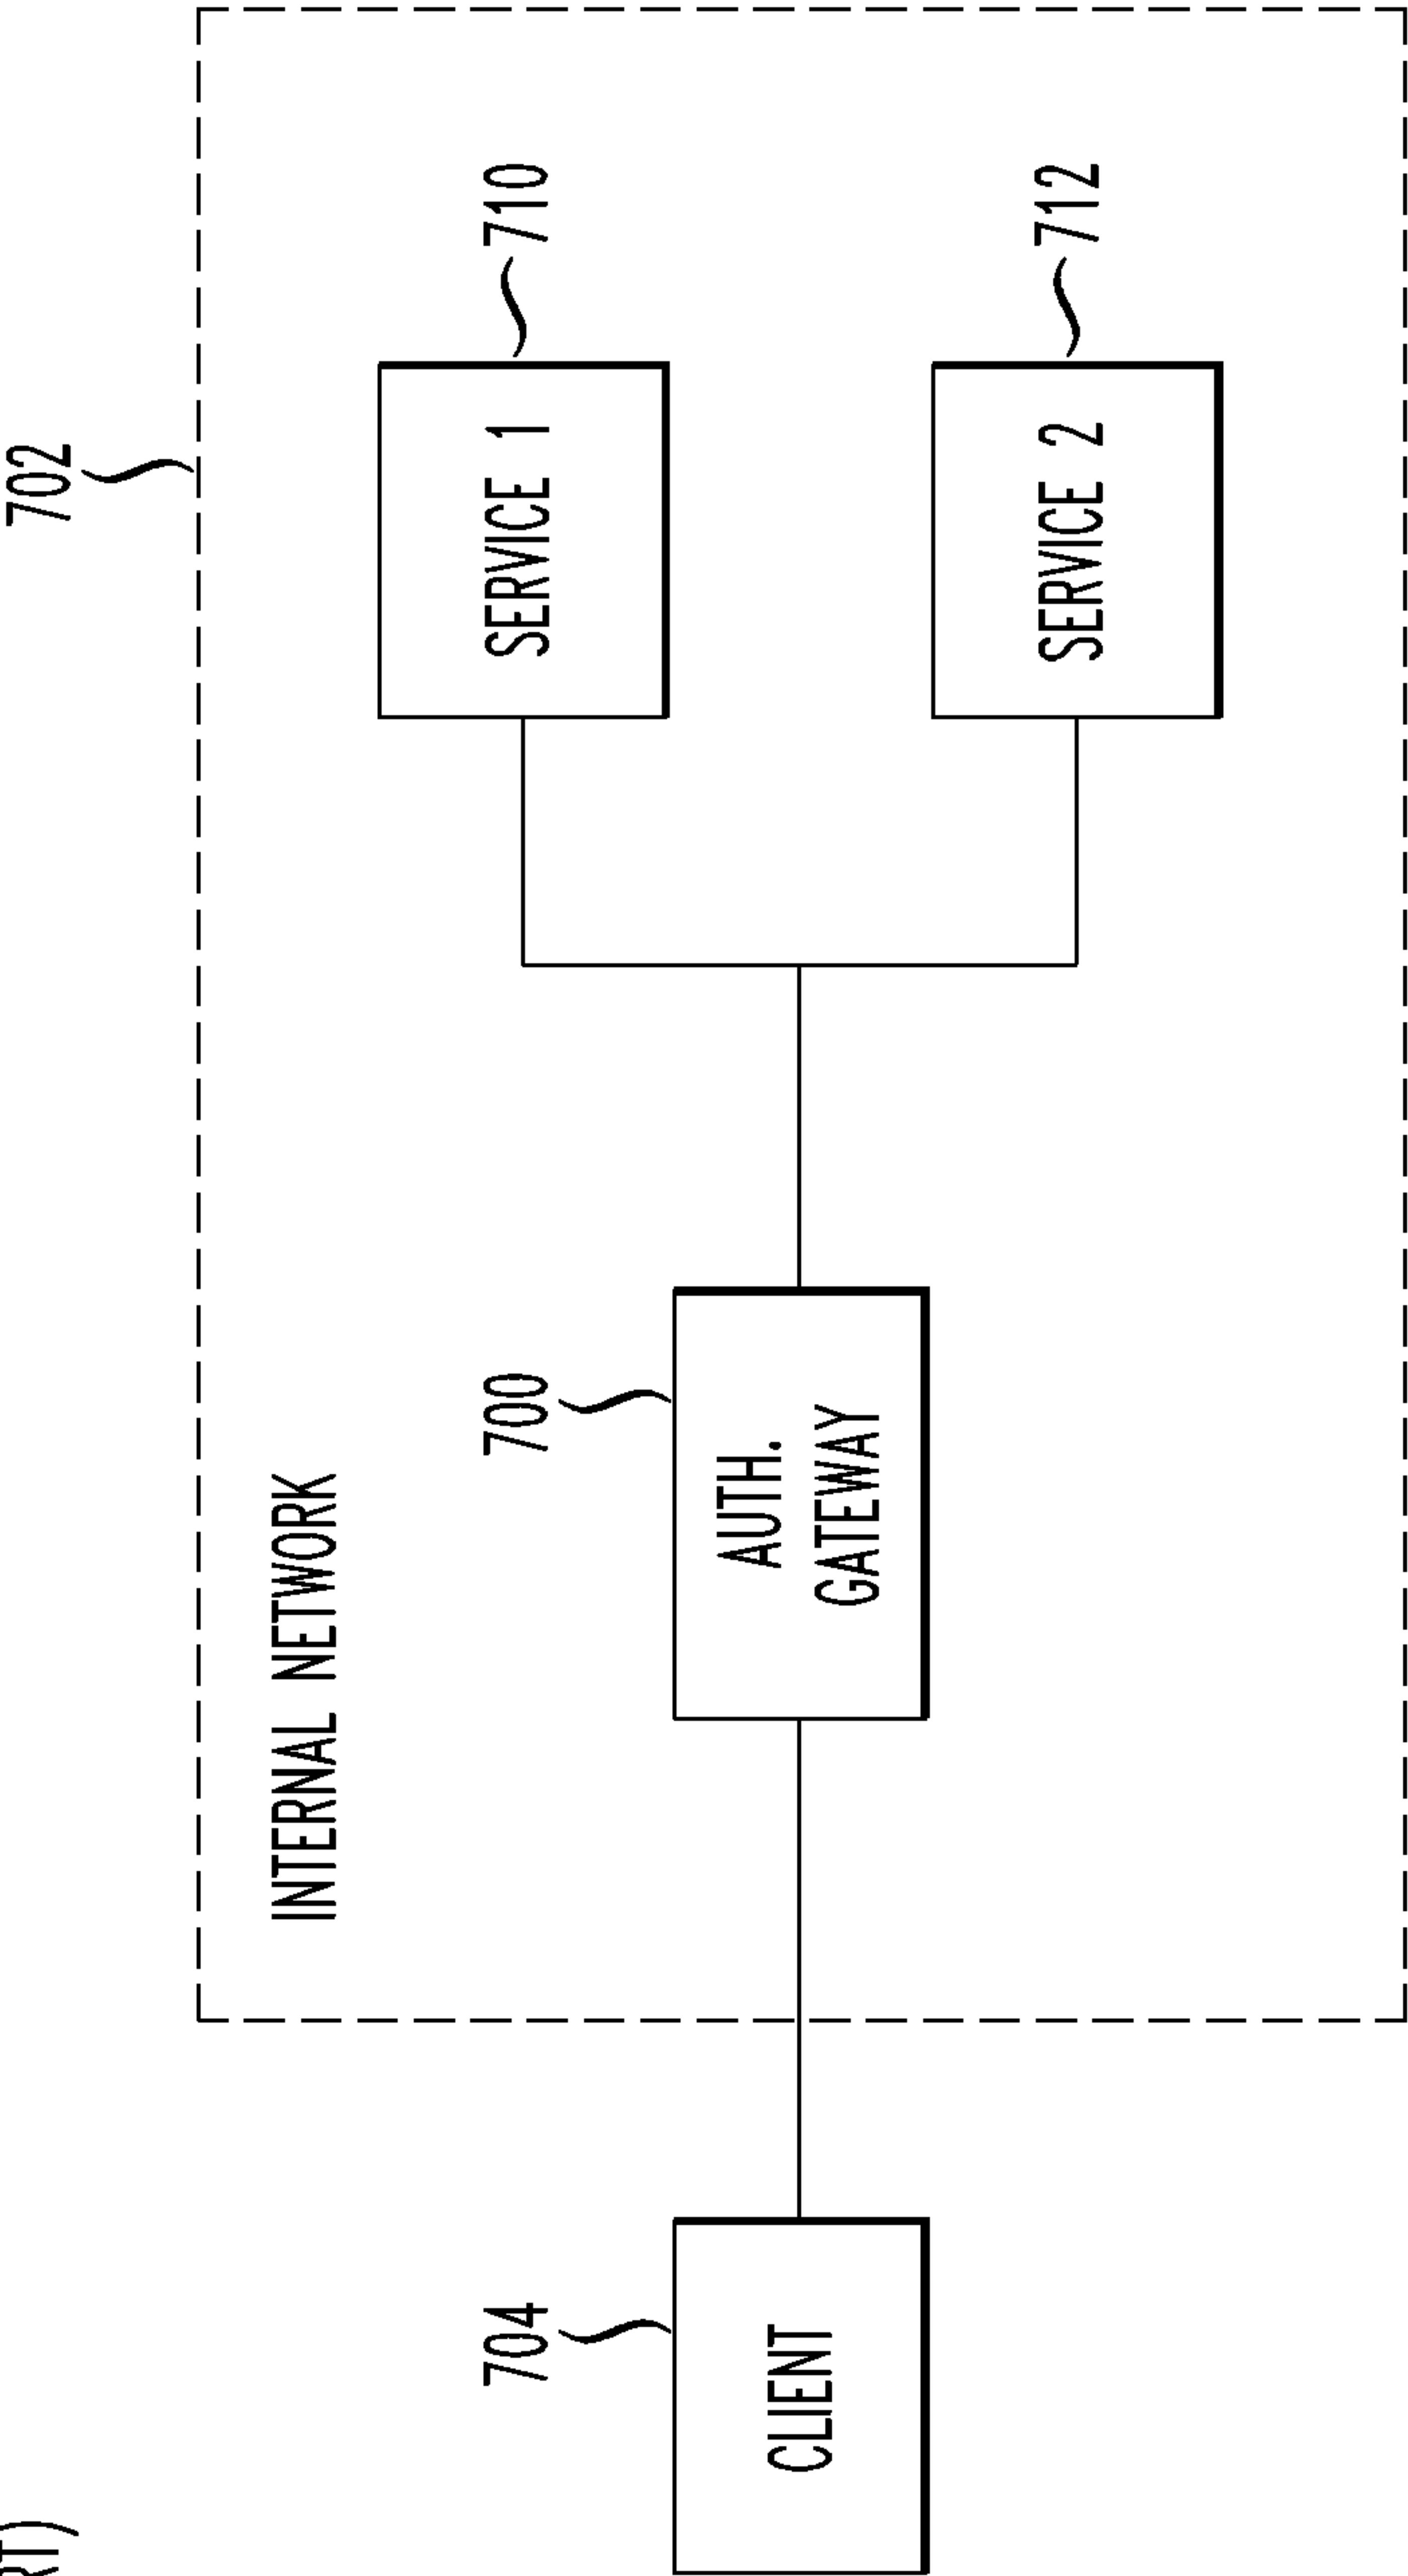 702
INTERNAL NETWORK
704
700
710
CLIENT
AUTH.
GATEWAY
SERVICE 1
712
SERVICE 2